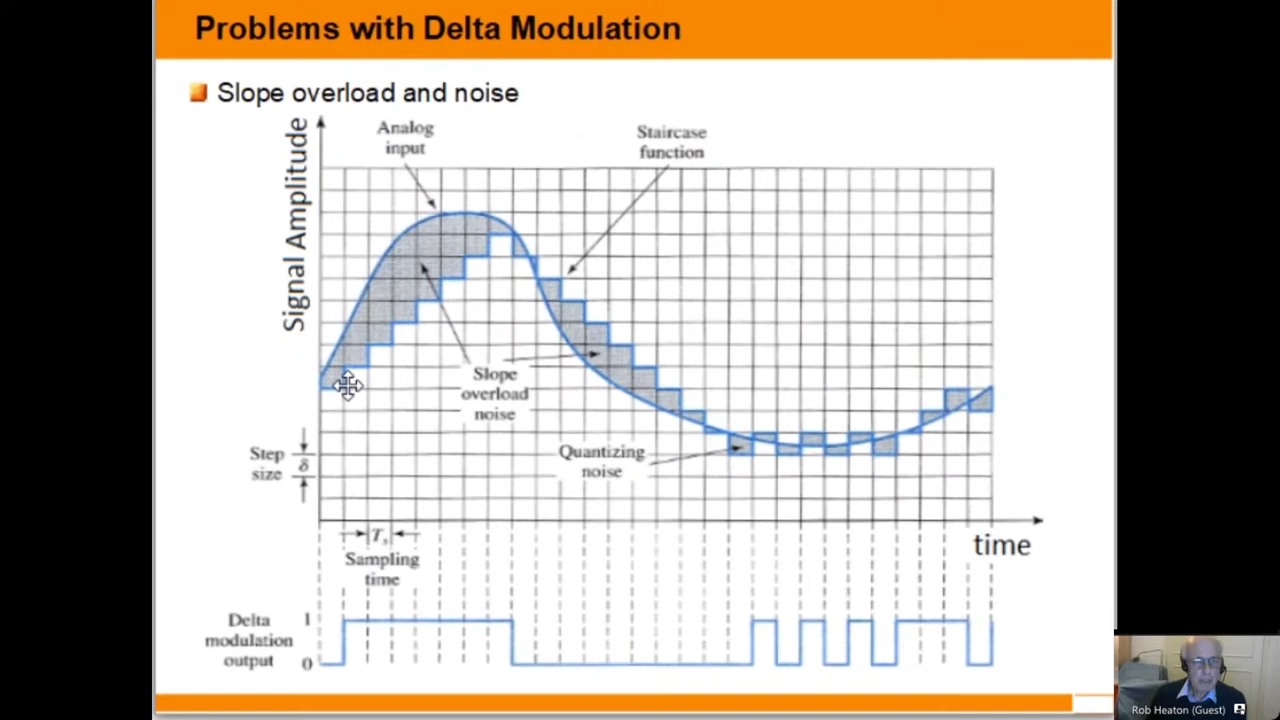 Problems with Delta Modulation
Slope overload and noise
Signal Amplitude
Analog
input
Staircase
function
Slope
overload
noise
Quantizing
noise
Step
size
δ
Ts
Sampling
time
time
Delta
modulation
output
1
0
Rob Heaton (Guest)